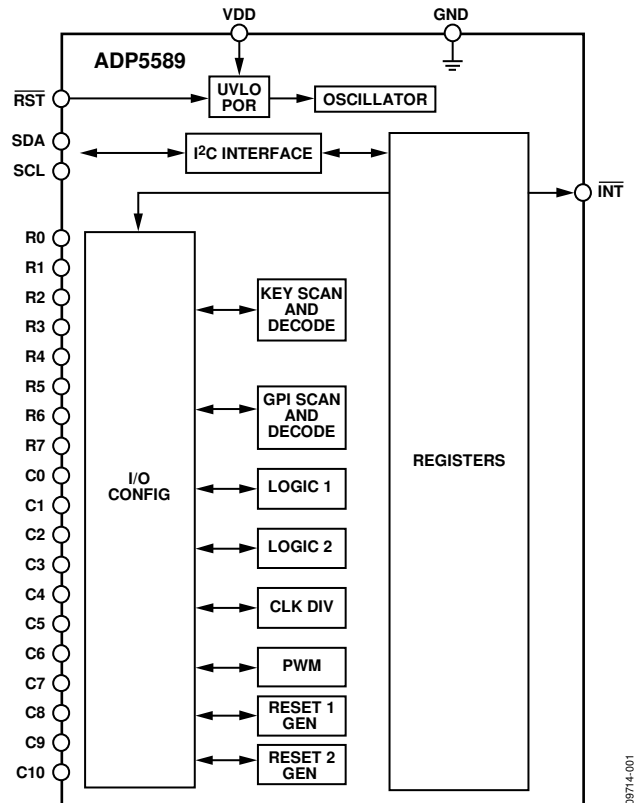 VDD
GND
ADP5589
RST
UVLO
POR
OSCILLATOR
SDA
I²C INTERFACE
SCL
INT
R0
R1
R2
KEY SCAN
AND
DECODE
R3
R4
R5
GPI SCAN
AND
DECODE
R6
R7
REGISTERS
C0
I/O
CONFIG
LOGIC 1
C1
C2
LOGIC 2
C3
C4
CLK DIV
C5
C6
PWM
C7
C8
RESET 1
GEN
C9
RESET 2
GEN
C10
09714-001